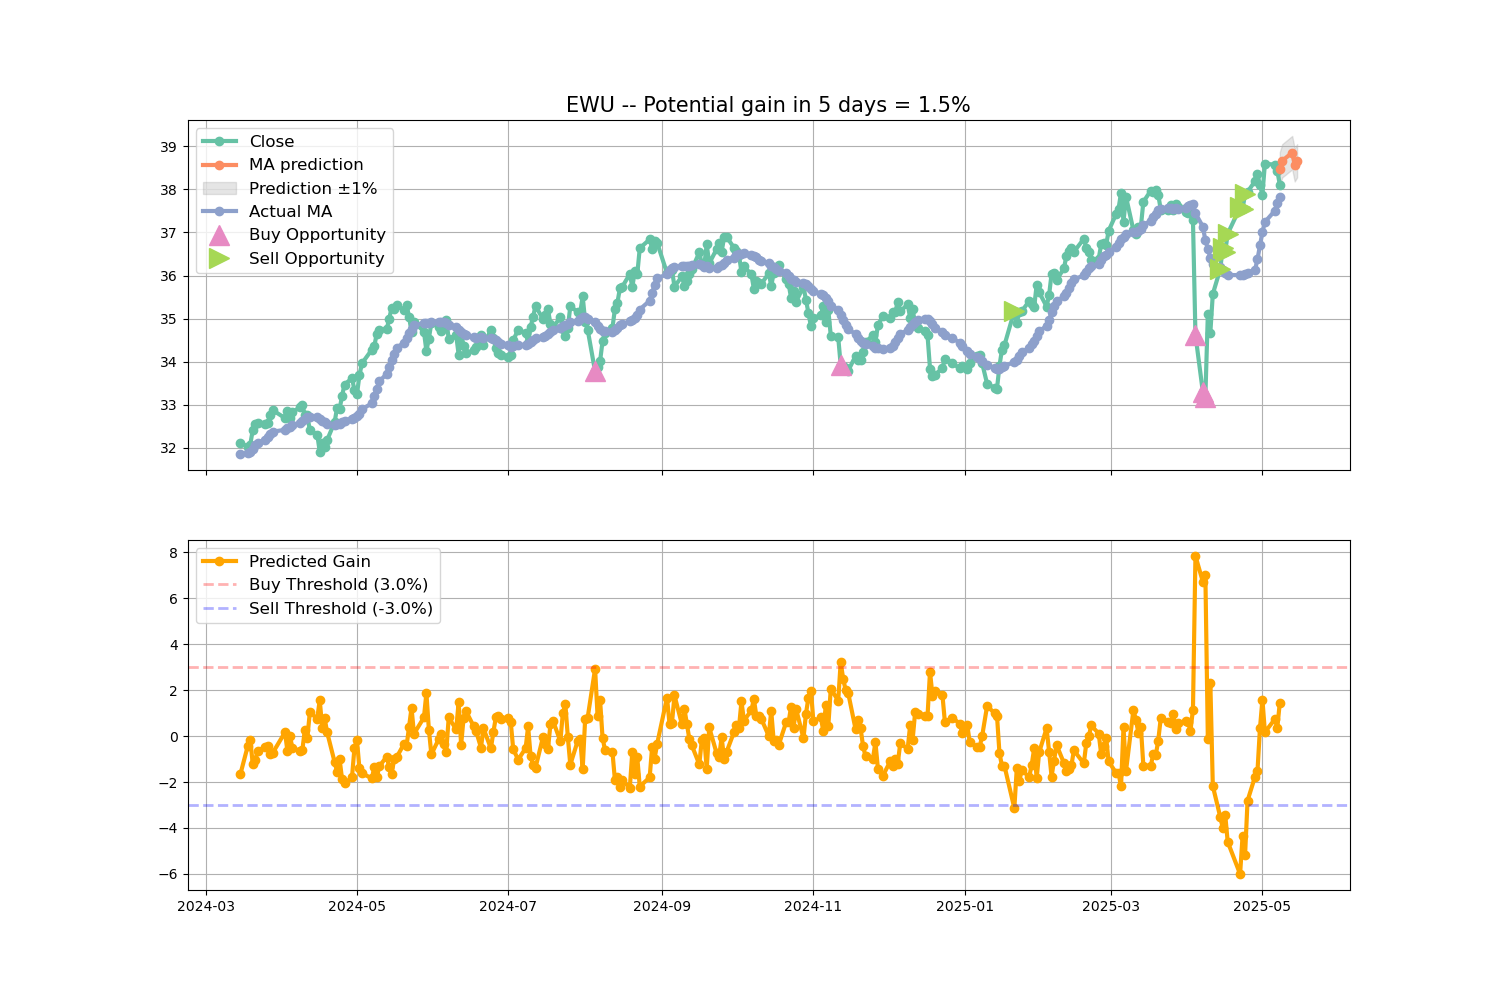 EWU -- Potential gain in 5 days = 1.5%
39
38
37
36
35
34
33
32
Close
MA prediction
Prediction ±1%
Actual MA
Buy Opportunity
Sell Opportunity
8
6
4
2
0
−2
−4
−6
Predicted Gain
Buy Threshold (3.0%)
Sell Threshold (-3.0%)
2024-03 2024-05 2024-07 2024-09 2024-11 2025-01 2025-03 2025-05